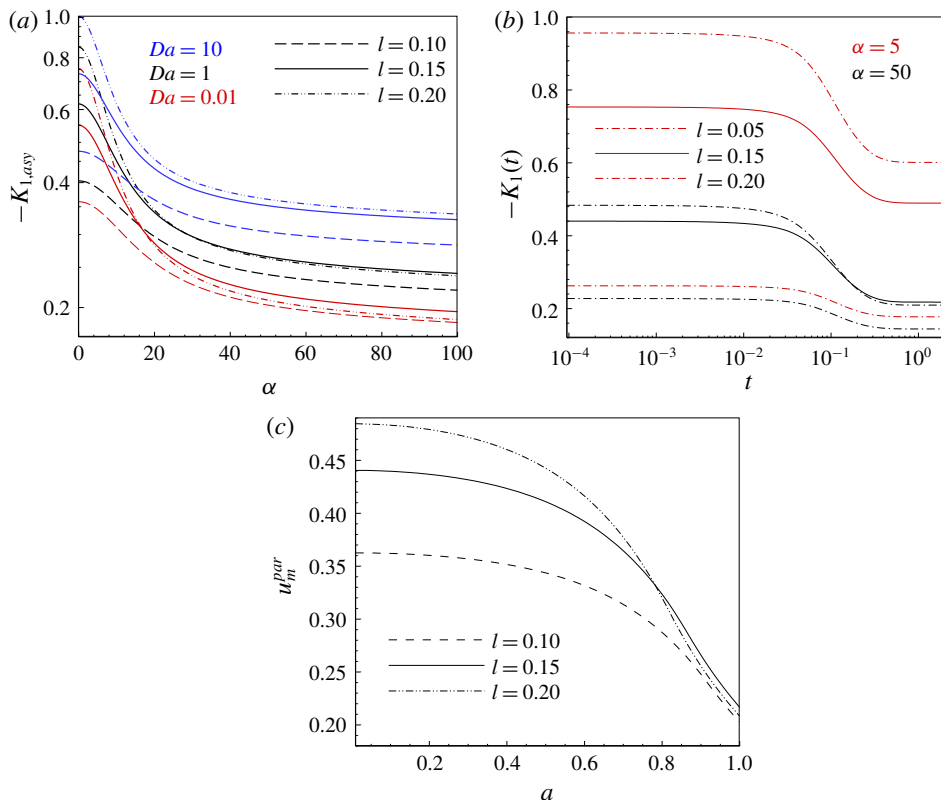 (a)
1.0
0.6
0.4
0.2
−K1,asy
Da = 10
Da = 1
Da = 0.01
l = 0.10
l = 0.15
l = 0.20
0 20 40 60 80 100
α
(b)
1.0
0.8
0.6
0.4
0.2
−K1(t)
α = 5
α = 50
l = 0.05
l = 0.15
l = 0.20
10−4 10−3 10−2 10−1 100
t
(c)
0.45
0.40
0.35
0.30
0.25
0.20
u_m^par
l = 0.10
l = 0.15
l = 0.20
0.2 0.4 0.6 0.8 1.0
a